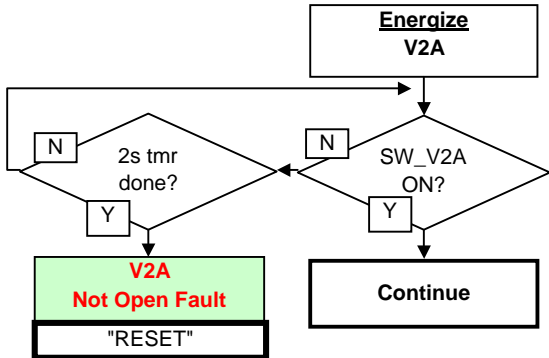 Energize
V2A
N
2s tmr
done?
Y
N
SW_V2A
ON?
Y
V2A
Not Open Fault
"RESET"
Continue